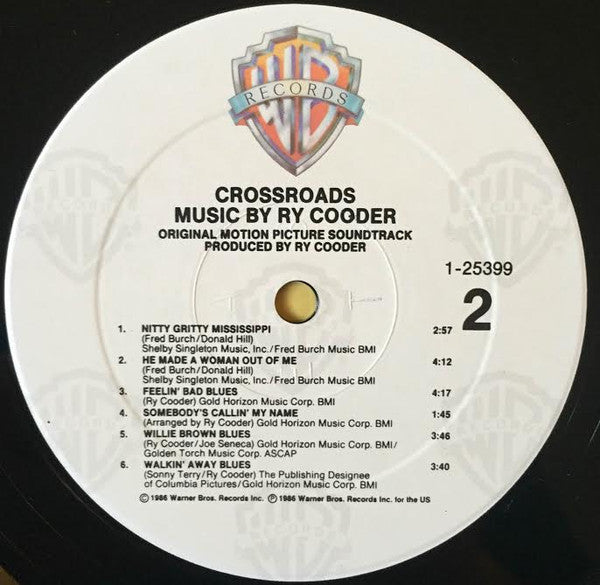 WB
RECORDS
CROSSROADS
MUSIC BY RY COODER
ORIGINAL MOTION PICTURE SOUNDTRACK
PRODUCED BY RY COODER
1-25399
2
1. NITTY GRITTY MISSISSIPPI 2:57
(Fred Burch/Donald Hill)
Shelby Singleton Music, Inc./Fred Burch Music BMI
2. HE MADE A WOMAN OUT OF ME 4:12
(Fred Burch/Donald Hill)
Shelby Singleton Music, Inc./Fred Burch Music BMI
3. FEELIN' BAD BLUES 4:17
(Ry Cooder) Gold Horizon Music Corp. BMI
4. SOMEBODY'S CALLIN' MY NAME 1:45
(Arranged by Ry Cooder) Gold Horizon Music Corp. BMI
5. WILLIE BROWN BLUES 3:46
(Ry Cooder/Joe Seneca) Gold Horizon Music Corp. BMI/
Golden Torch Music Corp. ASCAP
6. WALKIN' AWAY BLUES 3:40
(Sonny Terry/Ry Cooder) The Publishing Designee
of Columbia Pictures/Gold Horizon Music Corp. BMI
©1986 Warner Bros. Records Inc. ℗1986 Warner Bros. Records Inc. for the US